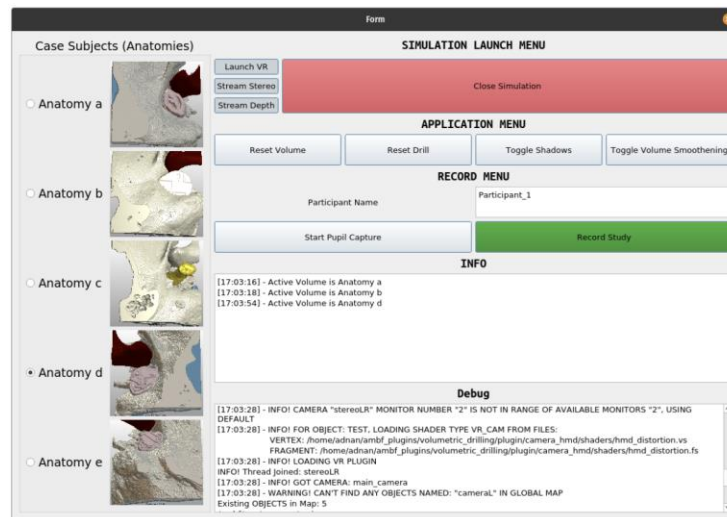 Form
Case Subjects (Anatomies)
Anatomy a
Anatomy b
Anatomy c
Anatomy d
Anatomy e
SIMULATION LAUNCH MENU
Launch VR
Stream Stereo
Stream Depth
Close Simulation
APPLICATION MENU
Reset Volume
Reset Drill
Toggle Shadows
Toggle Volume Smoothening
RECORD MENU
Participant Name
Participant_1
Start Pupil Capture
Record Study
INFO
[17:03:16] - Active Volume is Anatomy a
[17:03:18] - Active Volume is Anatomy b
[17:03:54] - Active Volume is Anatomy d
Debug
[17:03:28] - INFO! CAMERA "stereoLR" MONITOR NUMBER "2" IS NOT IN RANGE OF AVAILABLE MONITORS "2", USING
DEFAULT
[17:03:28] - INFO! FOR OBJECT: TEST, LOADING SHADER TYPE VR_CAM FROM FILES:
VERTEX: /home/adnan/ambf_plugins/volumetric_drilling/plugin/camera_hmd/shaders/hmd_distortion.vs
FRAGMENT: /home/adnan/ambf_plugins/volumetric_drilling/plugin/camera_hmd/shaders/hmd_distortion.fs
[17:03:28] - INFO! LOADING VR PLUGIN
INFO! Thread Joined: stereoLR
[17:03:28] - INFO! GOT CAMERA: main_camera
[17:03:28] - WARNING! CAN'T FIND ANY OBJECTS NAMED: "cameraL" IN GLOBAL MAP
Existing OBJECTS in Map: 5